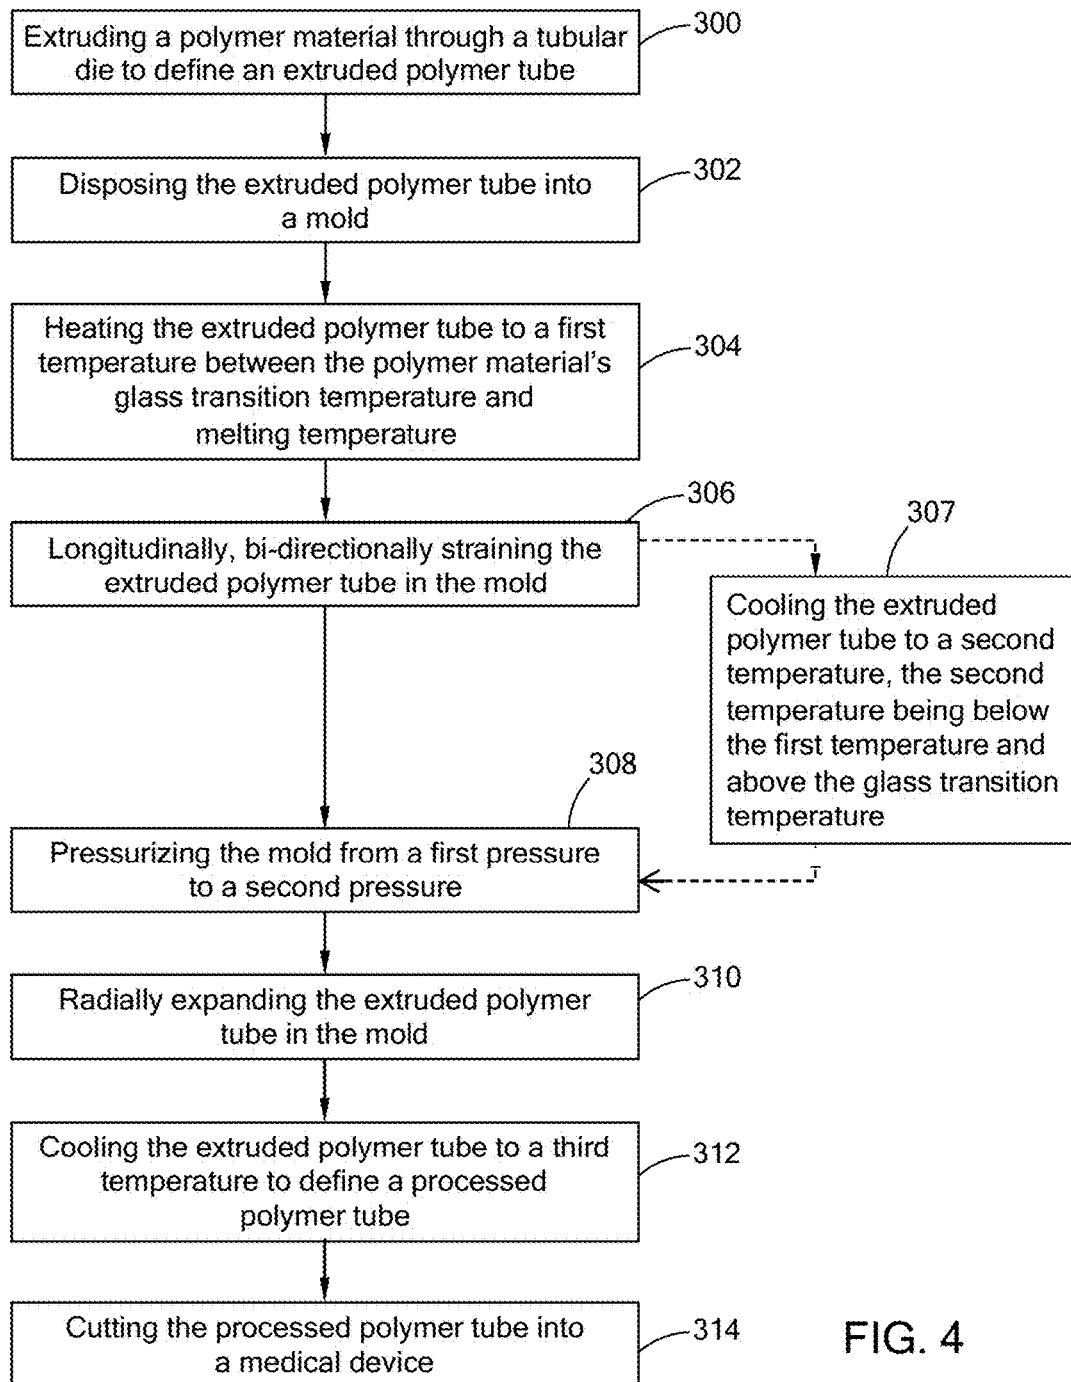 Extruding a polymer material through a tubular
die to define an extruded polymer tube
300
Disposing the extruded polymer tube into
a mold
302
Heating the extruded polymer tube to a first
temperature between the polymer material's
glass transition temperature and
melting temperature
304
Longitudinally, bi-directionally straining the
extruded polymer tube in the mold
306
307
Cooling the extruded
polymer tube to a second
temperature, the second
temperature being below
the first temperature and
above the glass transition
temperature
308
Pressurizing the mold from a first pressure
to a second pressure
Radially expanding the extruded polymer
tube in the mold
310
Cooling the extruded polymer tube to a third
temperature to define a processed
polymer tube
312
Cutting the processed polymer tube into
a medical device
314
FIG. 4